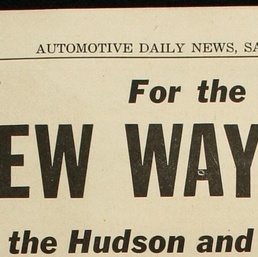 AUTOMOTIVE DAILY NEWS, SA
For the
EW WAY
the Hudson and